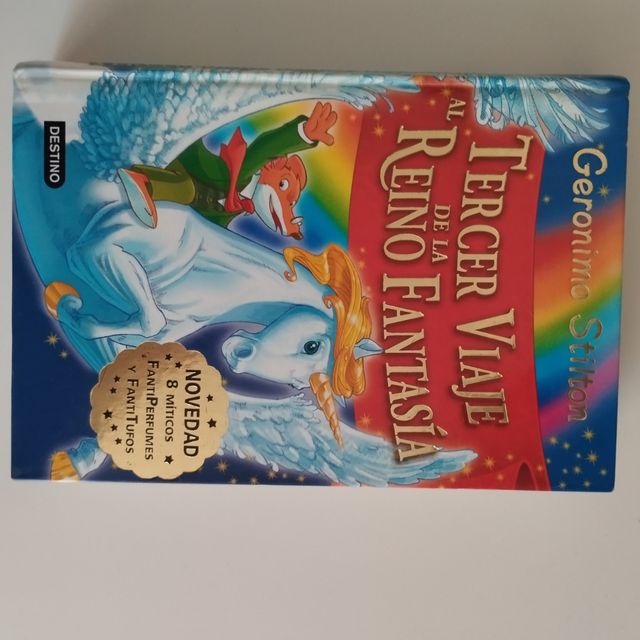 Geronimo Stilton
TERCER VIAJE
AL
REINO DE LA FANTASÍA
NOVEDAD
8 MÍTICOS
FANTIPERFUMES
Y FANTITUFOS
DESTINO